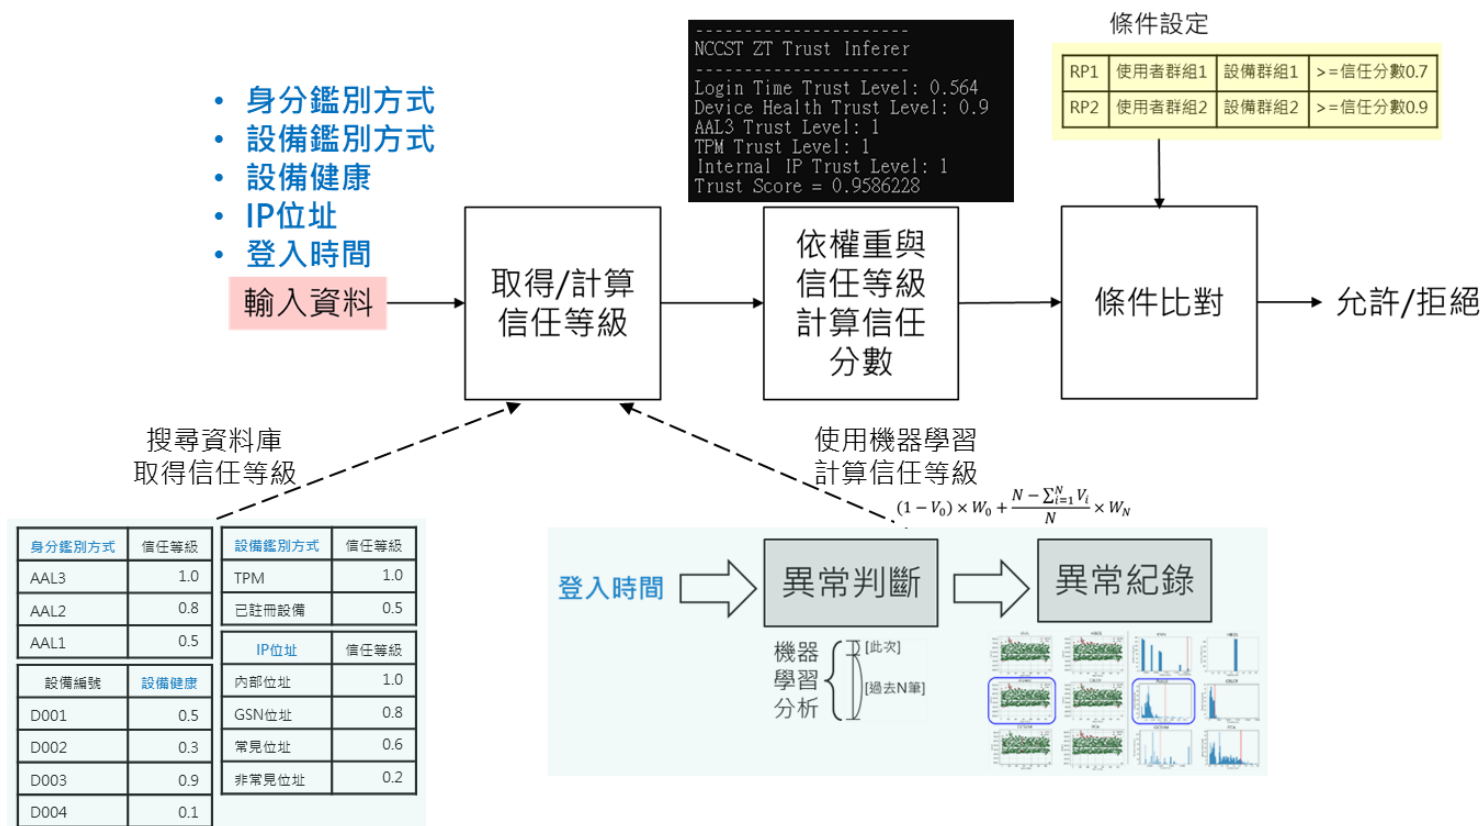 條件設定
RP1 使用者群組1 設備群組1 >=信任分數0.7
RP2 使用者群組2 設備群組2 >=信任分數0.9
----------------------
NCCST ZT Trust Inferer
----------------------
Login Time Trust Level: 0.564
Device Health Trust Level: 0.9
AAL3 Trust Level: 1
TPM Trust Level: 1
Internal IP Trust Level: 1
Trust Score = 0.9586228
• 身分鑑別方式
• 設備鑑別方式
• 設備健康
• IP位址
• 登入時間
輸入資料
取得/計算
信任等級
依權重與
信任等級
計算信任
分數
條件比對
允許/拒絕
搜尋資料庫
取得信任等級
使用機器學習
計算信任等級
(1 − V₀) × W₀ + \frac{N − ∑_{i=1}^{N} V_i}{N} × W_N
身分鑑別方式 信任等級
AAL3 1.0
AAL2 0.8
AAL1 0.5
設備編號 設備健康
D001 0.5
D002 0.3
D003 0.9
D004 0.1
設備鑑別方式 信任等級
TPM 1.0
已註冊設備 0.5
IP位址 信任等級
內部位址 1.0
GSN位址 0.8
常見位址 0.6
非常見位址 0.2
登入時間
異常判斷
異常紀錄
機器
學習
分析
[此次]
[過去N筆]